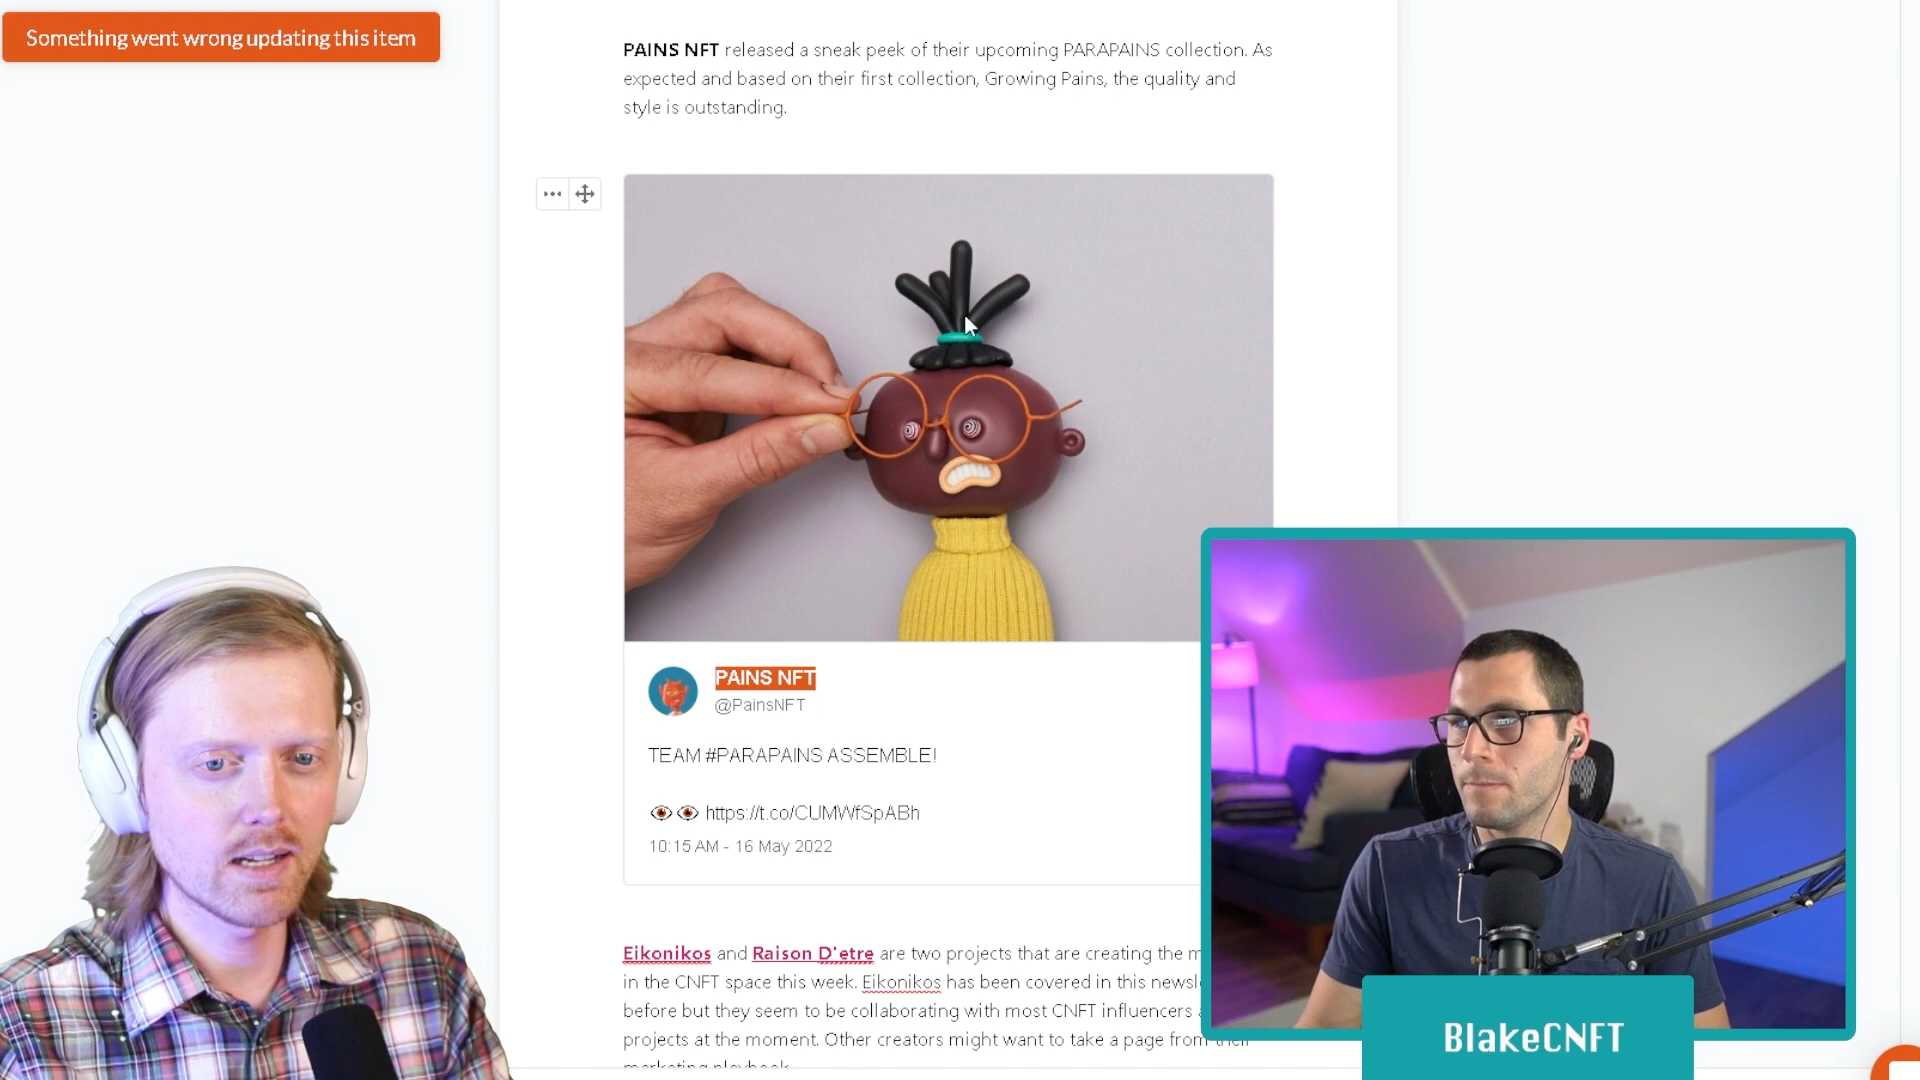 Something went wrong updating this item
PAINS NFT released a sneak peek of their upcoming PARAPAINS collection. As
expected and based on their first collection, Growing Pains, the quality and
style is outstanding.
PAINS NFT
@PainsNFT
TEAM #PARAPAINS ASSEMBLE!
👁️👁️ https://t.co/CUMWfSpABh
10:15 AM - 16 May 2022
Eikonikos and Raison D'etre are two projects that are creating the
in the CNFT space this week. Eikonikos has been covered in this
before but they seem to be collaborating with most CNFT influencers
projects at the moment. Other creators might want to take a page from their
marketing playbook.
BlakeCNFT